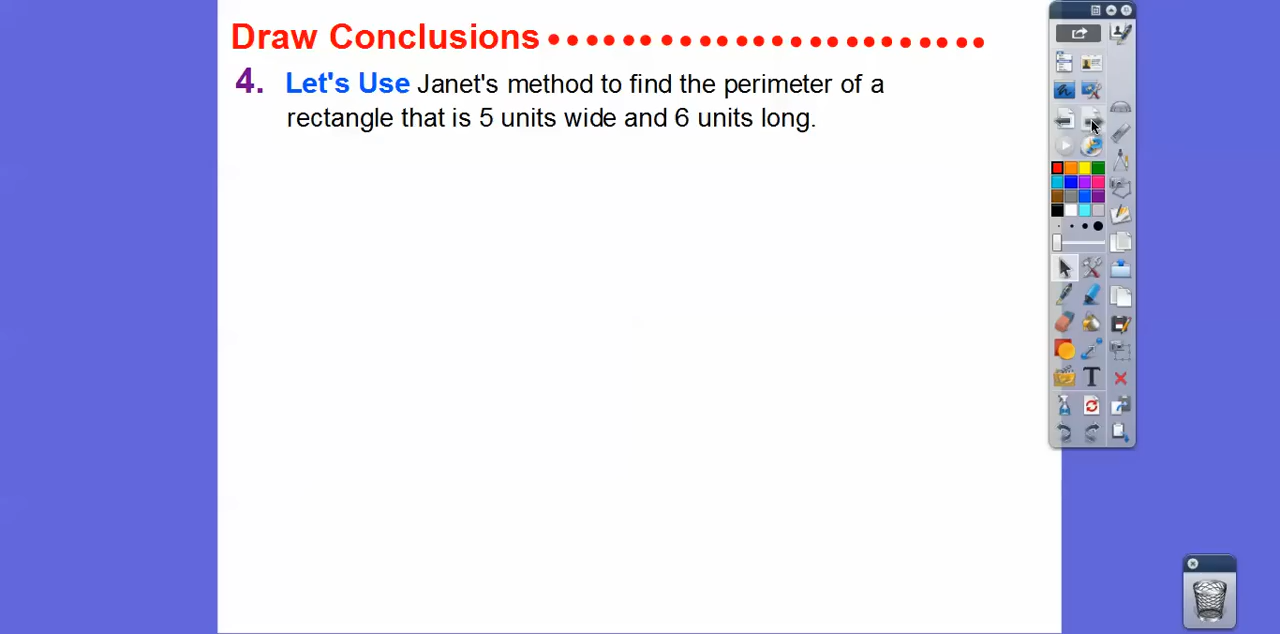 Draw Conclusions
4. Let's Use Janet's method to find the perimeter of a
rectangle that is 5 units wide and 6 units long.
T